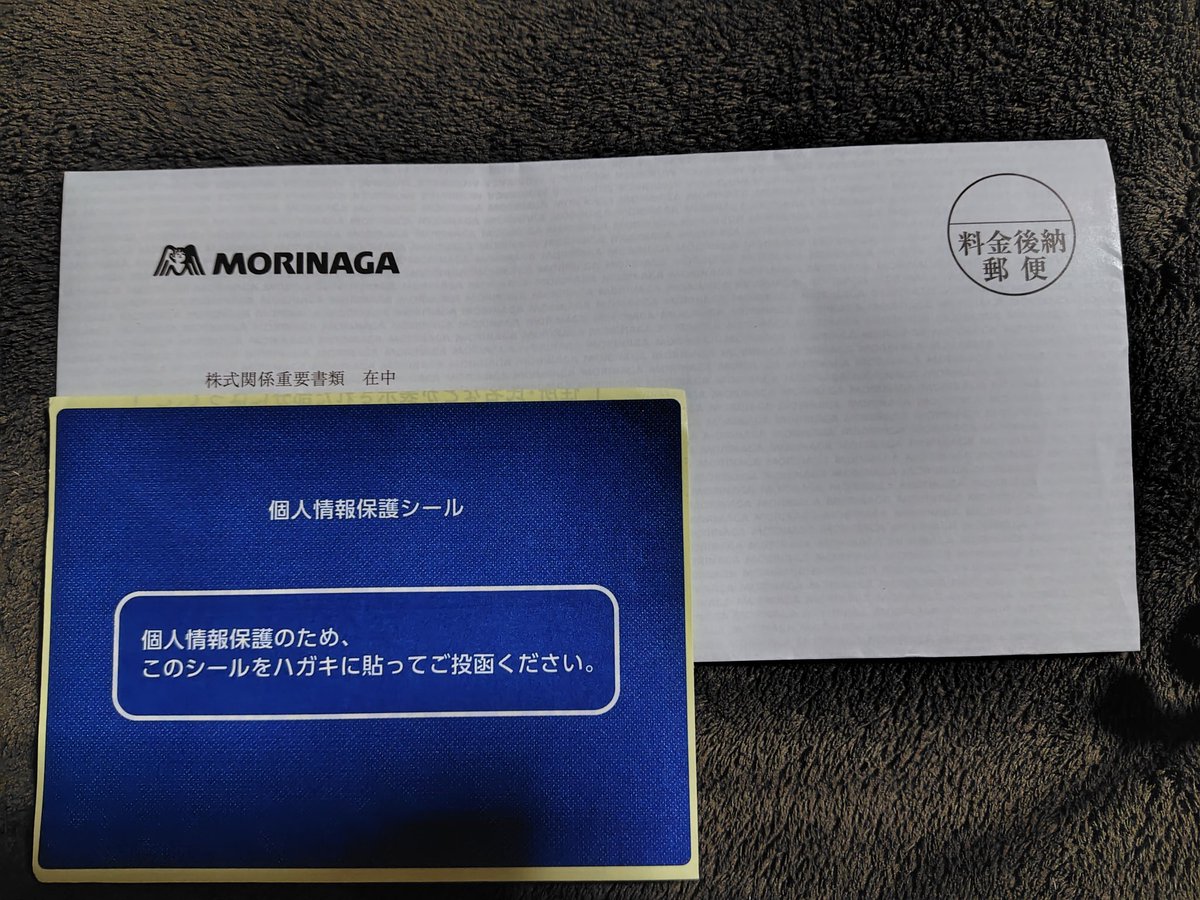 MORINAGA
料金後納
郵便
株式関係重要書類　在中
個人情報保護シール
個人情報保護のため、
このシールをハガキに貼ってご投函ください。